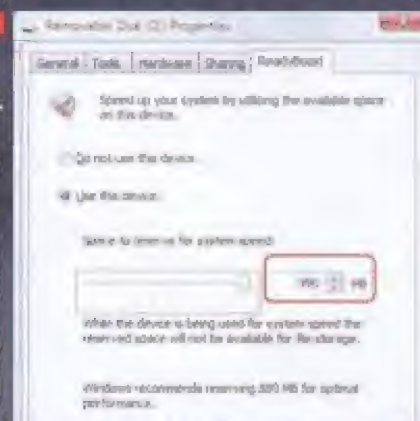 Removable Disk (Z:) Properties
General Tools Hardware Sharing ReadyBoost
Speed up your system by utilizing the available space
on this device.
Do not use this device.
Use this device.
Space to reserve for system speed:
MB
When the device is being used for system speed the
reserved space will not be available for file storage.
Windows recommends reserving MB for optimal
performance.